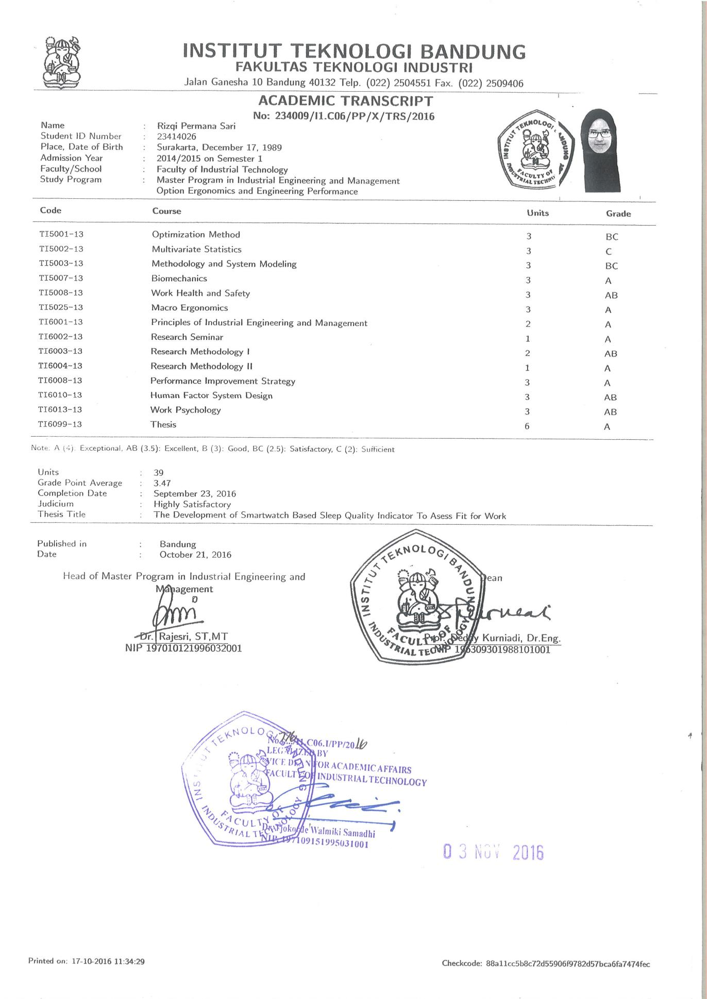 INSTITUT TEKNOLOGI BANDUNG
FAKULTAS TEKNOLOGI INDUSTRI
Jalan Ganesha 10 Bandung 40132 Telp. (022) 2504551 Fax. (022) 2509406
ACADEMIC TRANSCRIPT
No: 234009/I1.C06/PP/X/TRS/2016
Name : Rizqi Permana Sari
Student ID Number : 23414026
Place, Date of Birth : Surakarta, December 17, 1989
Admission Year : 2014/2015 on Semester 1
Faculty/School : Faculty of Industrial Technology
Study Program : Master Program in Industrial Engineering and Management
Option Ergonomics and Engineering Performance
INSTITUT TEKNOLOGI BANDUNG
FACULTY OF
INDUSTRIAL TECHNO
Code Course Units Grade
TI5001-13 Optimization Method 3 BC
TI5002-13 Multivariate Statistics 3 C
TI5003-13 Methodology and System Modeling 3 BC
TI5007-13 Biomechanics 3 A
TI5008-13 Work Health and Safety 3 AB
TI5025-13 Macro Ergonomics 3 A
TI6001-13 Principles of Industrial Engineering and Management 2 A
TI6002-13 Research Seminar 1 A
TI6003-13 Research Methodology I 2 AB
TI6004-13 Research Methodology II 1 A
TI6008-13 Performance Improvement Strategy 3 A
TI6010-13 Human Factor System Design 3 AB
TI6013-13 Work Psychology 3 AB
TI6099-13 Thesis 6 A
Note: A (4): Exceptional, AB (3.5): Excellent, B (3): Good, BC (2.5): Satisfactory, C (2): Sufficient
Units : 39
Grade Point Average : 3.47
Completion Date : September 23, 2016
Judicium : Highly Satisfactory
Thesis Title : The Development of Smartwatch Based Sleep Quality Indicator To Asess Fit for Work
Published in : Bandung
Date : October 21, 2016
Head of Master Program in Industrial Engineering and
Management
Dr. Rajesri, ST,MT
NIP 197010121996032001
Dean
Prof. Deddy Kurniadi, Dr.Eng.
NIP 196309301988101001
INSTITUT TEKNOLOGI BANDUNG
FACULTY OF
INDUSTRIAL TECHNOLOGY
INSTITUT TEKNOLOGI BANDUNG
FACULTY OF
INDUSTRIAL TECHNOLOGY
C06.1/PP/2016
LEGALIZED BY
VICE DEAN FOR ACADEMIC AFFAIRS
FACULTY OF INDUSTRIAL TECHNOLOGY
Walmiki Samadhi
NIP. 197109151995031001
03 NOV 2016
Printed on: 17-10-2016 11:34:29
Checkcode: 88a11cc5b8c72d55906f9782d57bca6fa7474fec